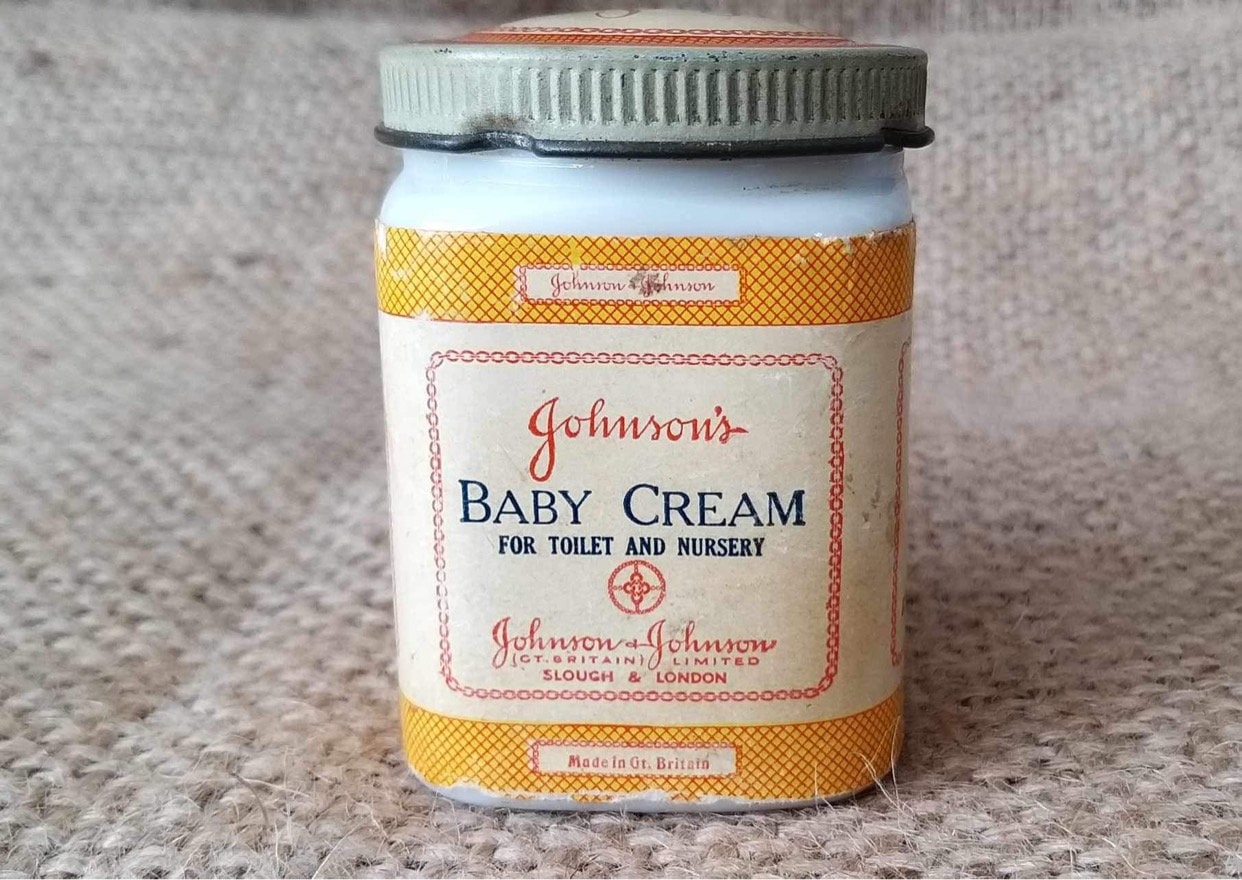 Johnson & Johnson
Johnson's
BABY CREAM
FOR TOILET AND NURSERY
Johnson & Johnson
(GT. BRITAIN) LIMITED
SLOUGH & LONDON
Made in Gt. Britain